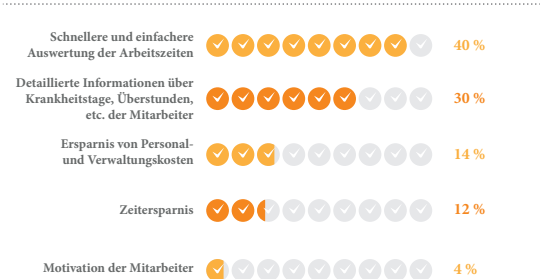 Schnellere und einfachere
Auswertung der Arbeitszeiten
40 %
Detaillierte Informationen über
Krankheitstage, Überstunden,
etc. der Mitarbeiter
30 %
Ersparnis von Personal-
und Verwaltungskosten
14 %
Zeitersparnis
12 %
Motivation der Mitarbeiter
4 %